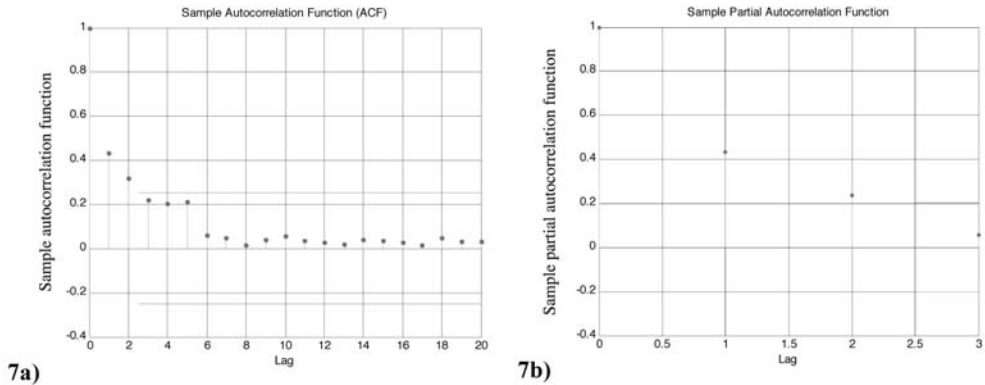 Sample Autocorrelation Function (ACF)
Sample autocorrelation function
1
0.8
0.6
0.4
0.2
0
-0.2
-0.4
0 2 4 6 8 10 12 14 16 18 20
Lag
7a)
Sample Partial Autocorrelation Function
Sample partial autocorrelation function
1
0.8
0.6
0.4
0.2
0
-0.2
-0.4
0 0.5 1 1.5 2 2.5 3
Lag
7b)